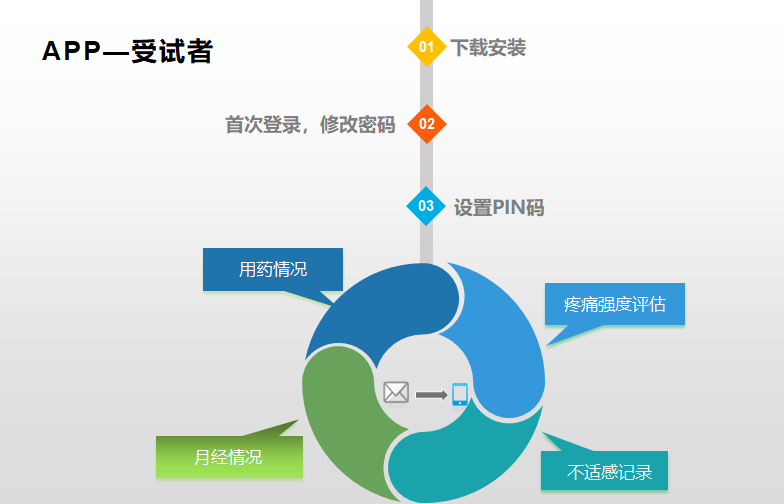 APP—受试者
01 下载安装
首次登录，修改密码 02
03 设置PIN码
用药情况
疼痛强度评估
月经情况
不适感记录